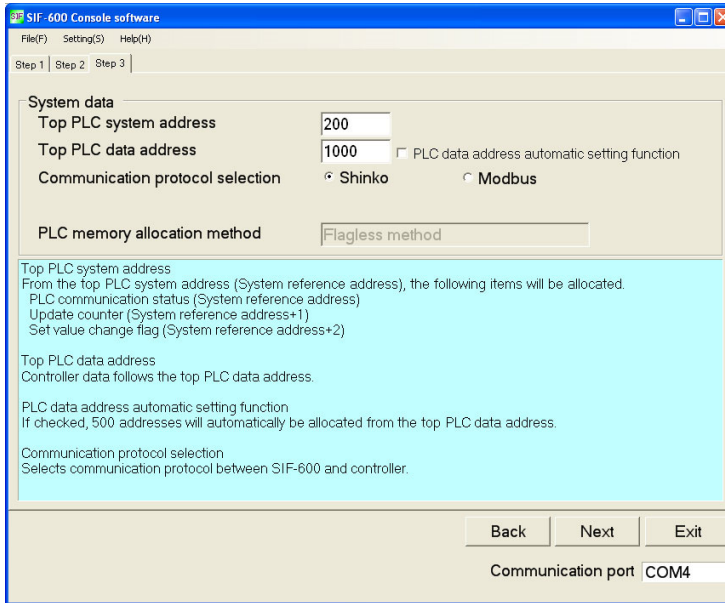 SIF SIF-600 Console software
File(F) Setting(S) Help(H)
Step 1 Step 2 Step 3
System data
Top PLC system address 200
Top PLC data address 1000 PLC data address automatic setting function
Communication protocol selection Shinko Modbus
PLC memory allocation method Flagless method
Top PLC system address
From the top PLC system address (System reference address), the following items will be allocated.
PLC communication status (System reference address)
Update counter (System reference address+1)
Set value change flag (System reference address+2)
Top PLC data address
Controller data follows the top PLC data address.
PLC data address automatic setting function
If checked, 500 addresses will automatically be allocated from the top PLC data address.
Communication protocol selection
Selects communication protocol between SIF-600 and controller.
Back Next Exit
Communication port COM4